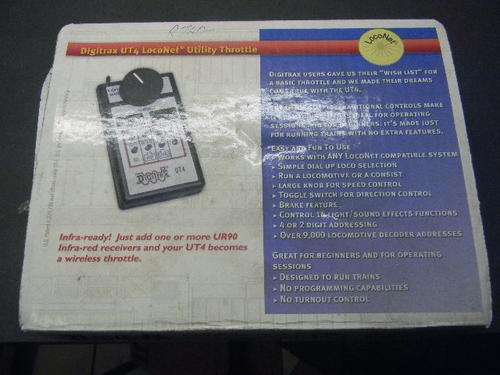 Digitrax UT4 LocoNet™ Utility Throttle
LocoNet
Digitrax users gave us their "wish list" for
a basic throttle and we made their dreams
come true with the UT4.
controls make
for operating
it's made just
for running trains with no extra features.
Easy and Fun To Use
Works with ANY LocoNet compatible system
Simple dial up loco selection
Run a locomotive or a consist
Large knob for speed control
Toggle switch for direction control
Brake feature
Control light/sound effects functions
4 or 2 digit addressing
Over 9,000 locomotive decoder addresses
Great for beginners and for operating
sessions
Designed to run trains
No programming capabilities
No turnout control
UT4
Infra-ready! Just add one or more UR90
Infra-red receivers and your UT4 becomes
a wireless throttle.